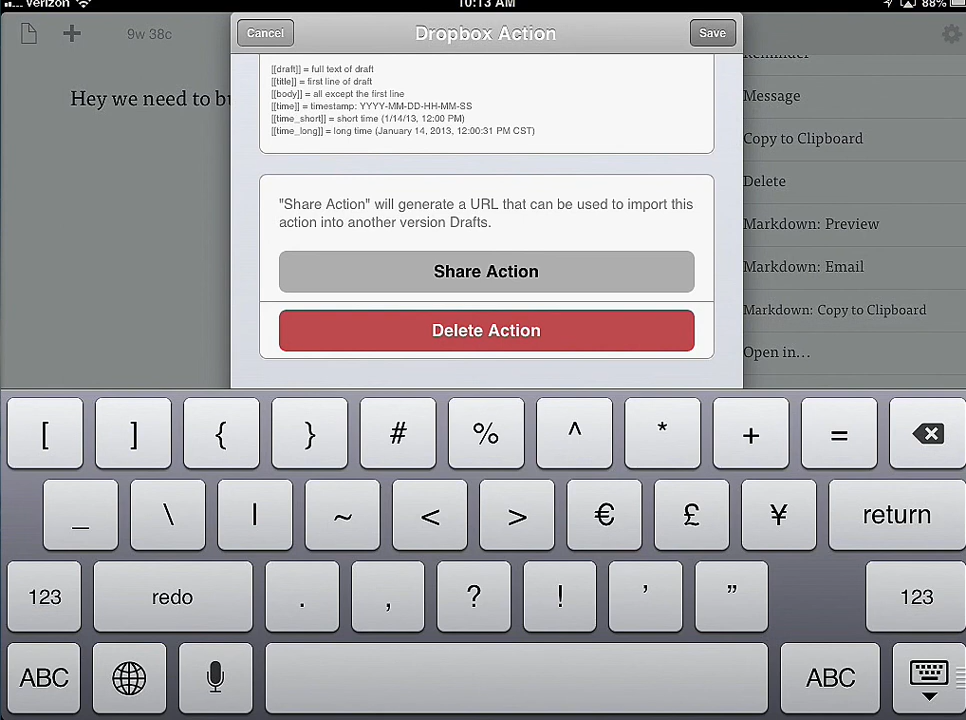 Verizon
10:13 AM
88%
9w 38c
Cancel
Dropbox Action
Save
Hey we need to bu
[[draft]] = full text of draft
[[title]] = first line of draft
[[body]] = all except the first line
[[time]] = timestamp: YYYY-MM-DD-HH-MM-SS
[[time_short]] = short time (1/14/13, 12:00 PM)
[[time_long]] = long time (January 14, 2013, 12:00:31 PM CST)
"Share Action" will generate a URL that can be used to import this
action into another version Drafts.
Share Action
Delete Action
Reminder
Message
Copy to Clipboard
Delete
Markdown: Preview
Markdown: Email
Markdown: Copy to Clipboard
Open in...
[ ] { } # % ^ * + =
_ \ | ~ < > € £ ¥ return
123 redo . , ? ! ' " 123
ABC ABC